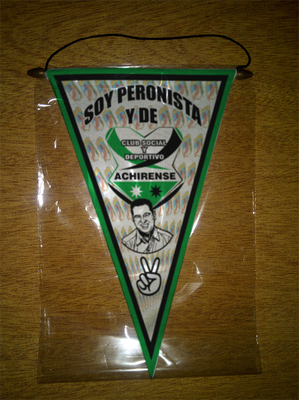 SOY PERONISTA
Y DE
CLUB SOCIAL
Y
DEPORTIVO
ACHIRENSE